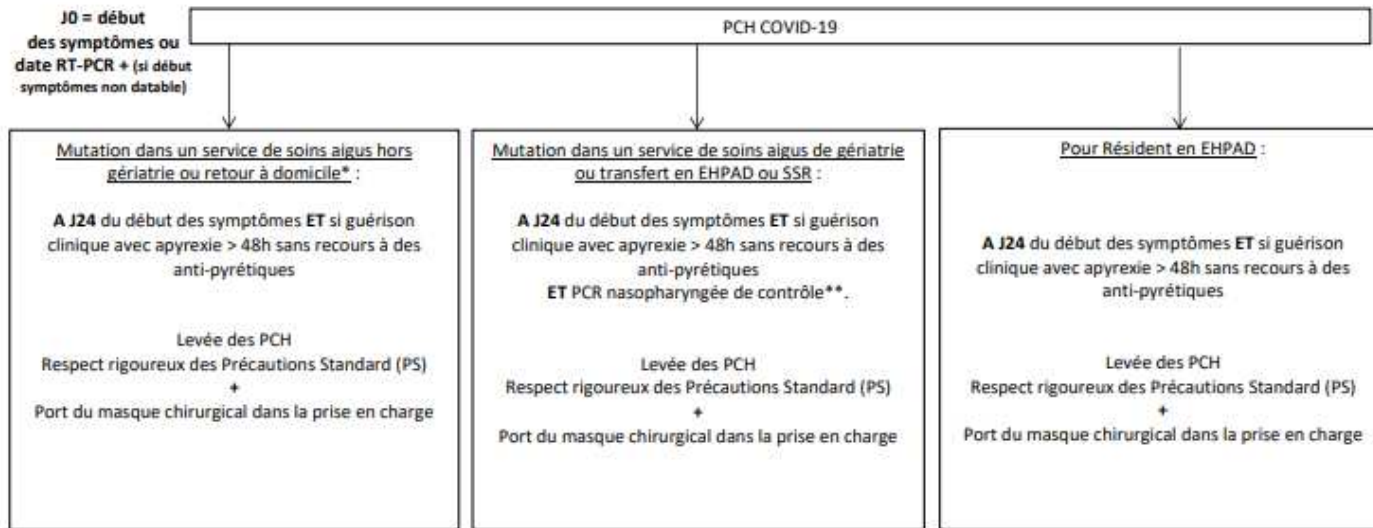 J0 = début
des symptômes ou
date RT-PCR + (si début
symptômes non datable)
PCH COVID-19
Mutation dans un service de soins aigus hors
gériatrie ou retour à domicile* :
A J24 du début des symptômes ET si guérison
clinique avec apyrexie > 48h sans recours à des
anti-pyrétiques
Levée des PCH
Respect rigoureux des Précautions Standard (PS)
+
Port du masque chirurgical dans la prise en charge
Mutation dans un service de soins aigus de gériatrie
ou transfert en EHPAD ou SSR :
A J24 du début des symptômes ET si guérison
clinique avec apyrexie > 48h sans recours à des
anti-pyrétiques
ET PCR nasopharyngée de contrôle**.
Levée des PCH
Respect rigoureux des Précautions Standard (PS)
+
Port du masque chirurgical dans la prise en charge
Pour Résident en EHPAD :
A J24 du début des symptômes ET si guérison
clinique avec apyrexie > 48h sans recours à des
anti-pyrétiques
Levée des PCH
Respect rigoureux des Précautions Standard (PS)
+
Port du masque chirurgical dans la prise en charge